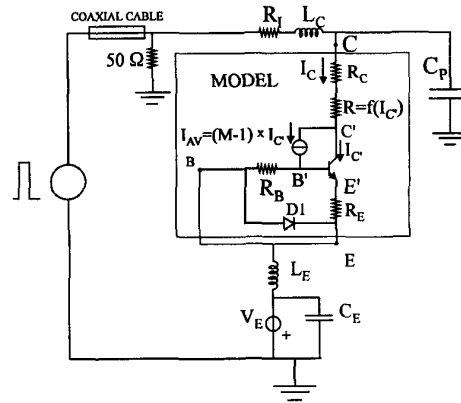 COAXIAL CABLE
R_I
L_C
50 Ω
C
MODEL
I_C
R_C
C_P
R=f(I_C)
I_AV=(M-1) × I_C'
C'
I_C'
B
R_B
B'
E'
D1
R_E
L_E
E
V_E
+
C_E